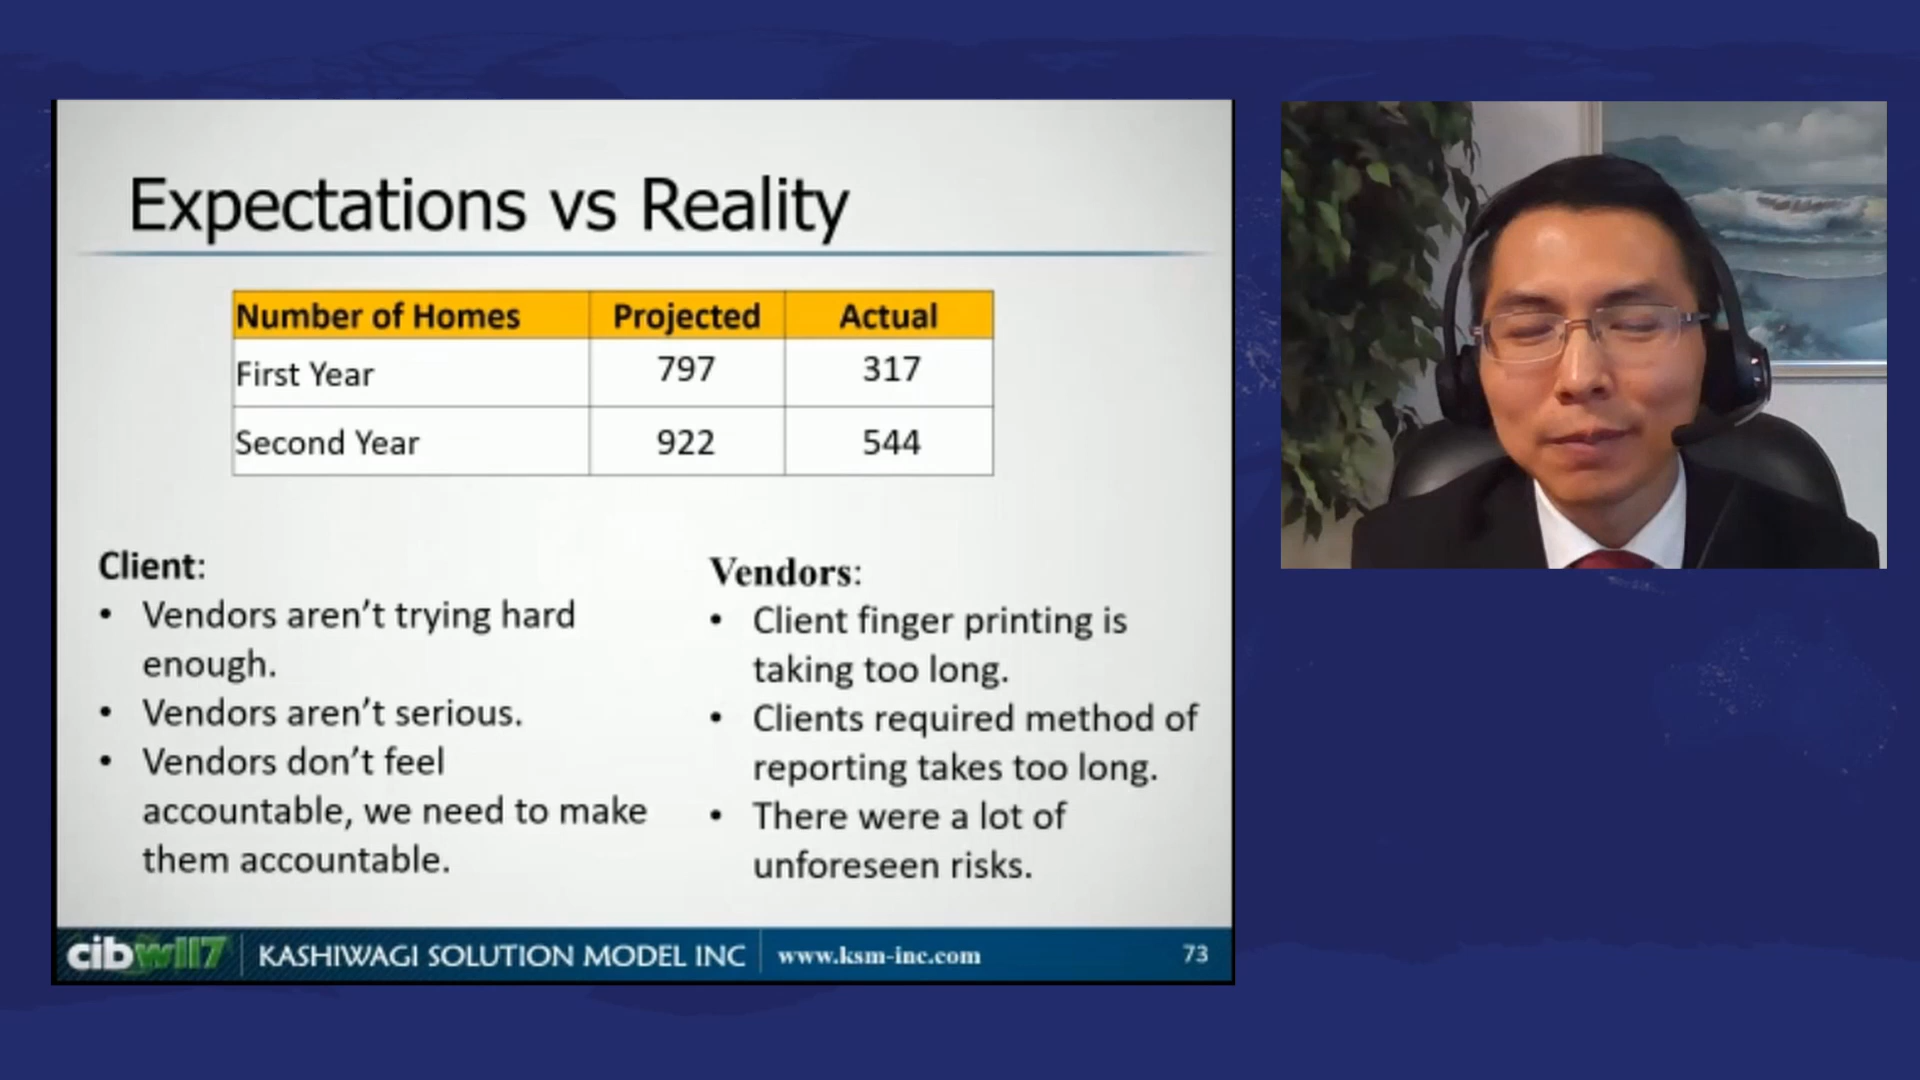 Expectations vs Reality
Number of Homes Projected Actual
First Year 797 317
Second Year 922 544
Client:
• Vendors aren't trying hard
enough.
• Vendors aren't serious.
• Vendors don't feel
accountable, we need to make
them accountable.
Vendors:
• Client finger printing is
taking too long.
• Clients required method of
reporting takes too long.
• There were a lot of
unforeseen risks.
cibw117 KASHIWAGI SOLUTION MODEL INC www.ksm-inc.com 73